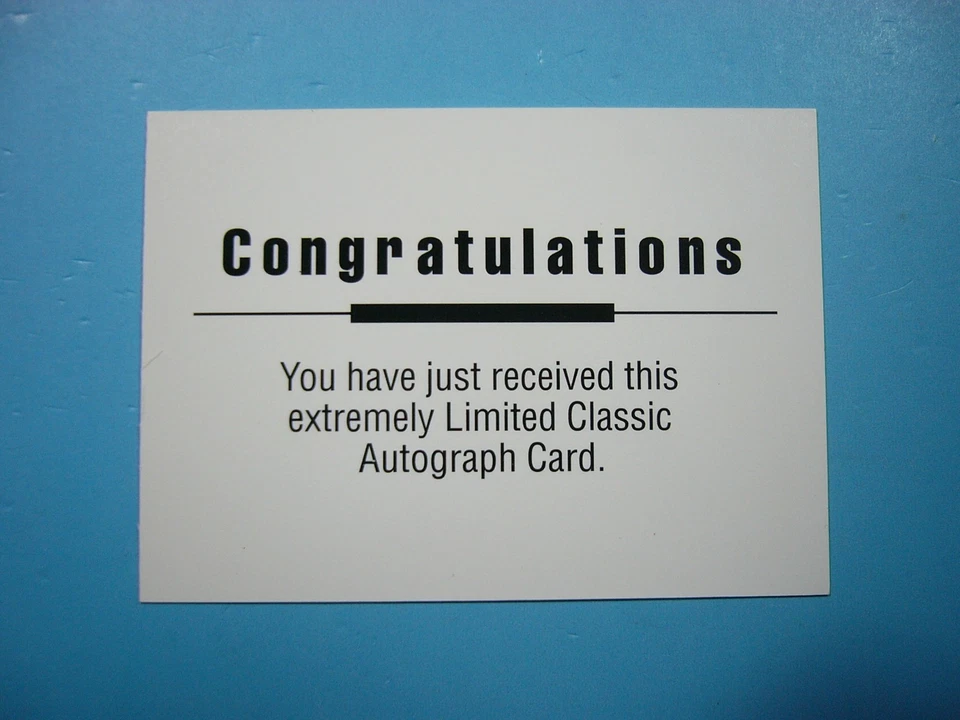 Congratulations
You have just received this
extremely Limited Classic
Autograph Card.